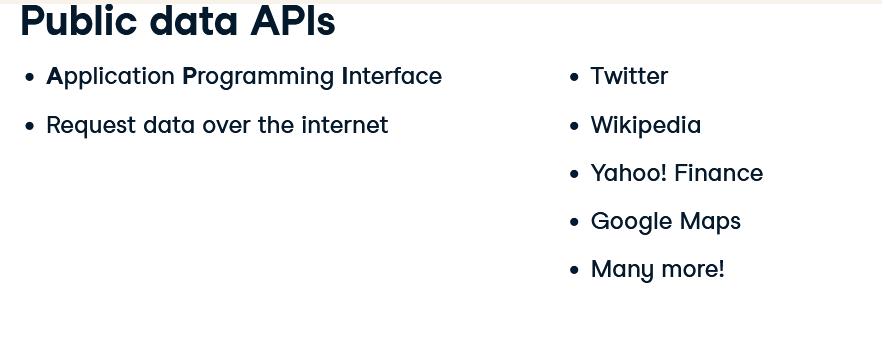 Public data APIs
• Application Programming Interface
• Request data over the internet
• Twitter
• Wikipedia
• Yahoo! Finance
• Google Maps
• Many more!